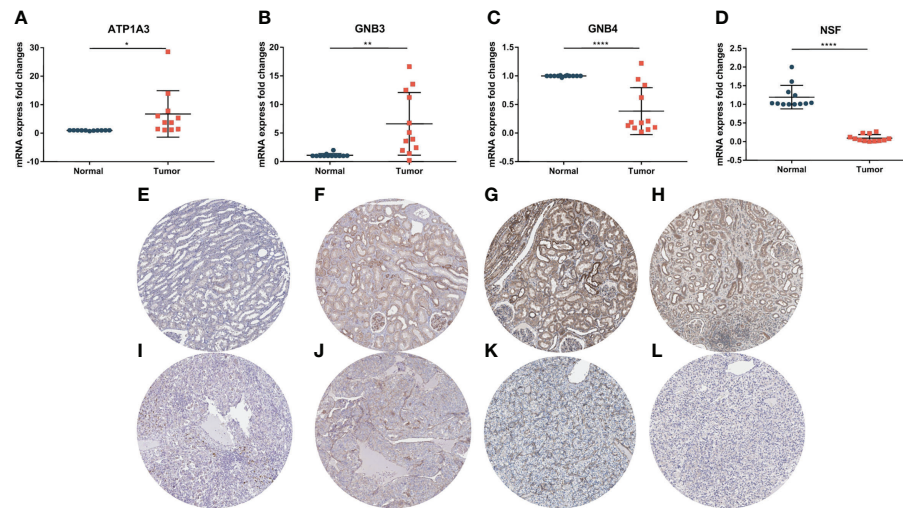 A
ATP1A3
*
mRNA express fold changes
30
20
10
0
-10
Normal
Tumor
B
GNB3
**
mRNA express fold changes
20
15
10
5
0
Normal
Tumor
C
GNB4
****
mRNA express fold changes
1.5
1.0
0.5
0.0
-0.5
Normal
Tumor
D
NSF
****
mRNA express fold changes
2.5
2.0
1.5
1.0
0.5
0.0
-0.5
Normal
Tumor
E
F
G
H
I
J
K
L